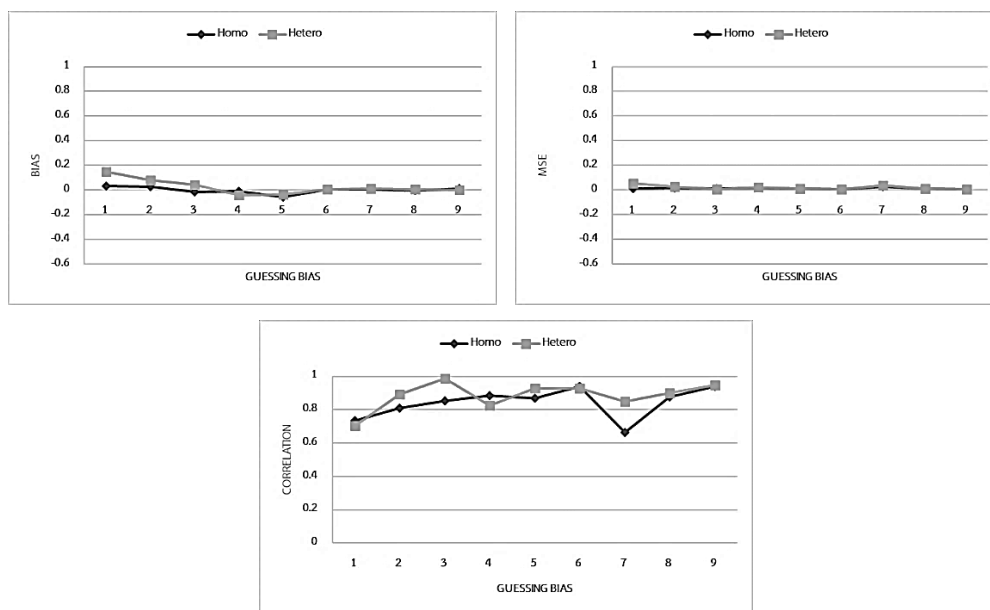 Homo Hetero
1
0.8
0.6
0.4
0.2
0
-0.2
-0.4
-0.6
BIAS
1 2 3 4 5 6 7 8 9
GUESSING BIAS
Homo Hetero
1
0.8
0.6
0.4
0.2
0
-0.2
-0.4
-0.6
MSE
1 2 3 4 5 6 7 8 9
GUESSING BIAS
Homo Hetero
1
0.8
0.6
0.4
0.2
0
CORRELATION
1 2 3 4 5 6 7 8 9
GUESSING BIAS